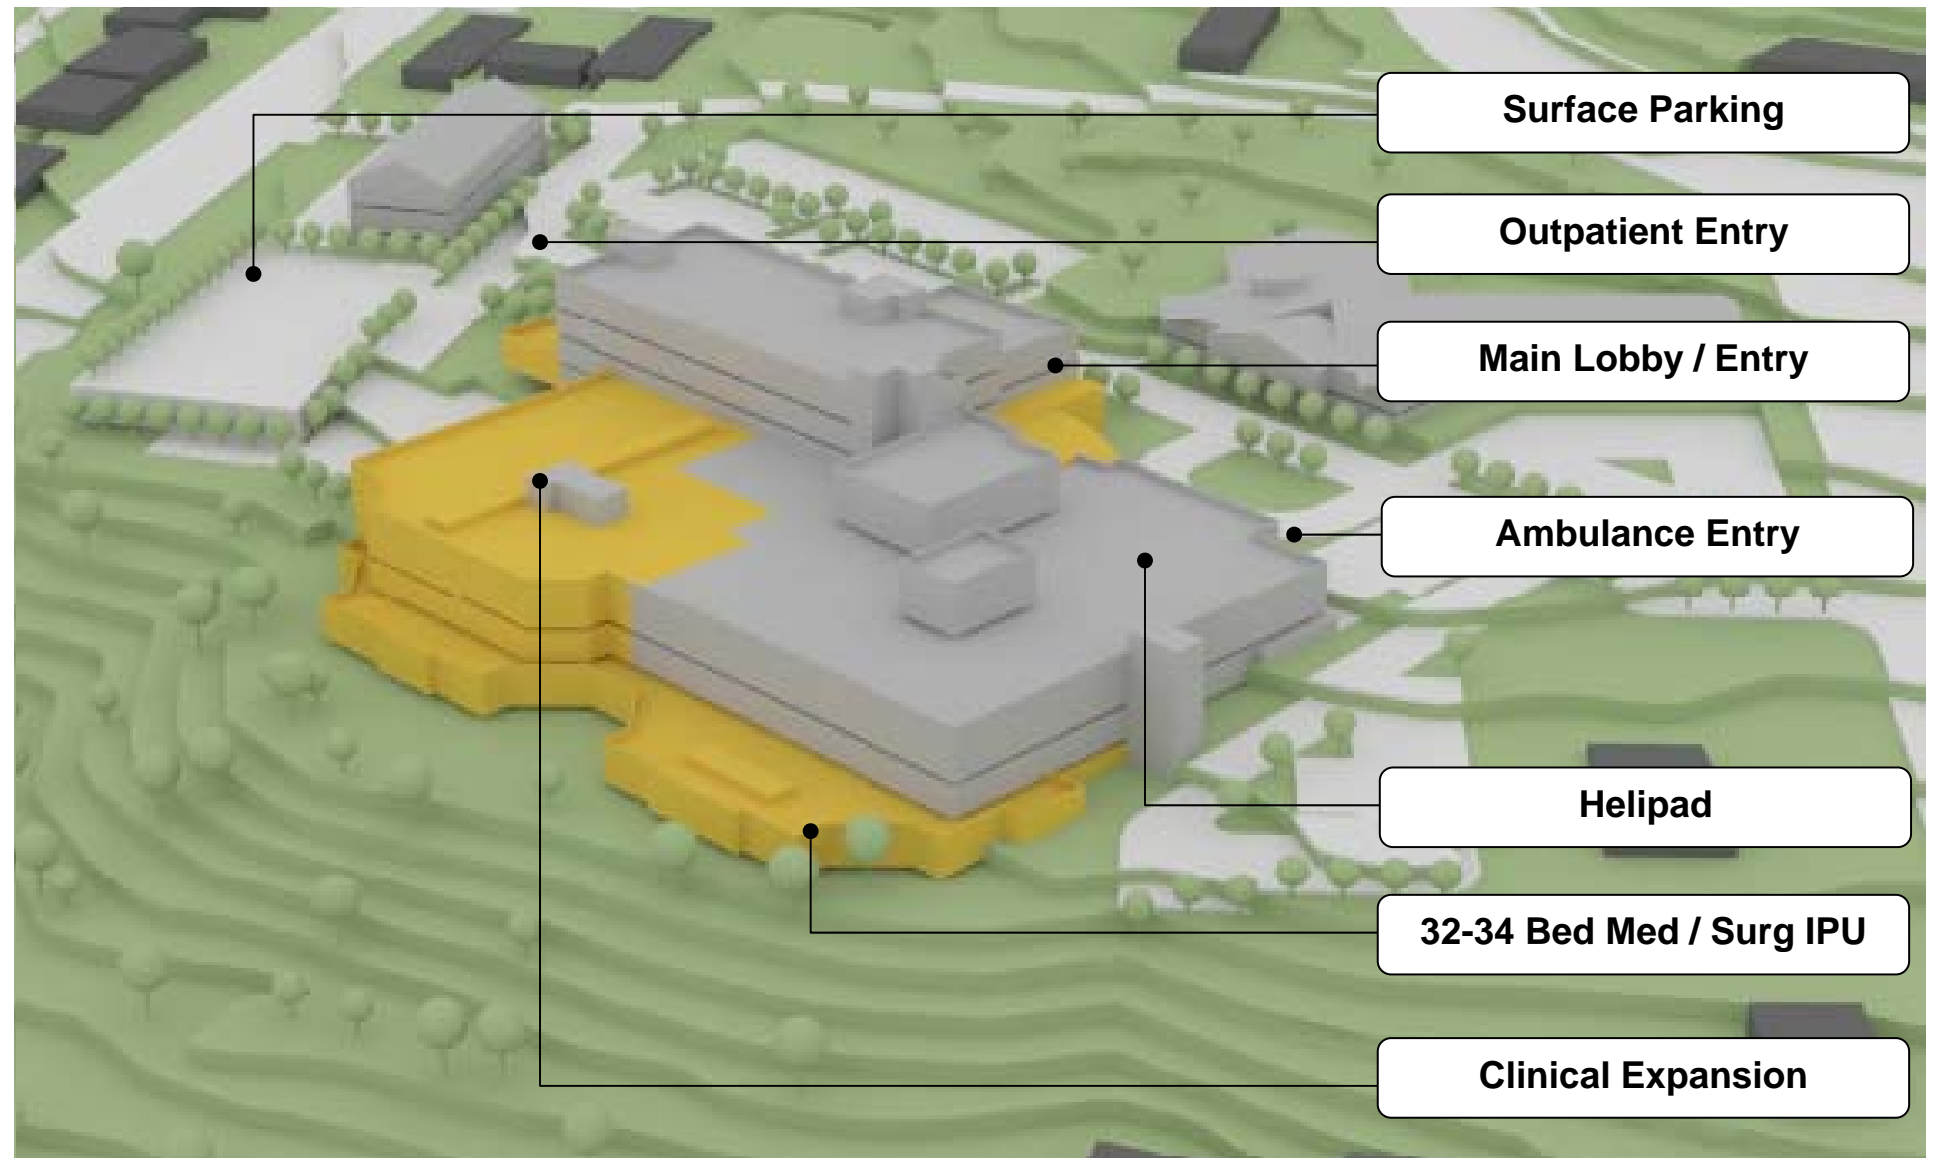 Surface Parking
Outpatient Entry
Main Lobby / Entry
Ambulance Entry
Helipad
32-34 Bed Med / Surg IPU
Clinical Expansion